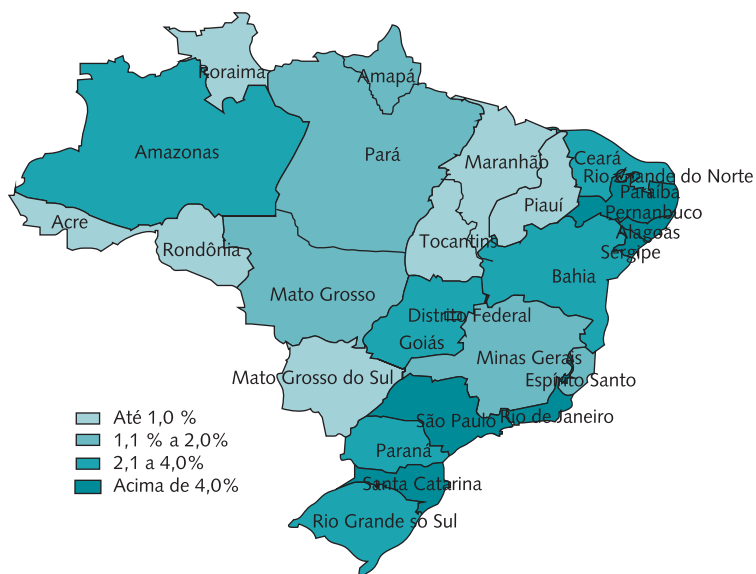 Roraima
Amapá
Amazonas
Pará
Maranhão
Ceará
Rio Grande do Norte
Paraíba
Piauí
Pernanbuco
Acre
Alagoas
Tocantins
Rondônia
Sergipe
Bahia
Mato Grosso
Distrito Federal
Goiás
Minas Gerais
Mato Grosso do Sul
Espírito Santo
São Paulo
Rio de Janeiro
Paraná
Santa Catarina
Rio Grande so Sul
Até 1,0 %
1,1 % a 2,0%
2,1 a 4,0%
Acima de 4,0%